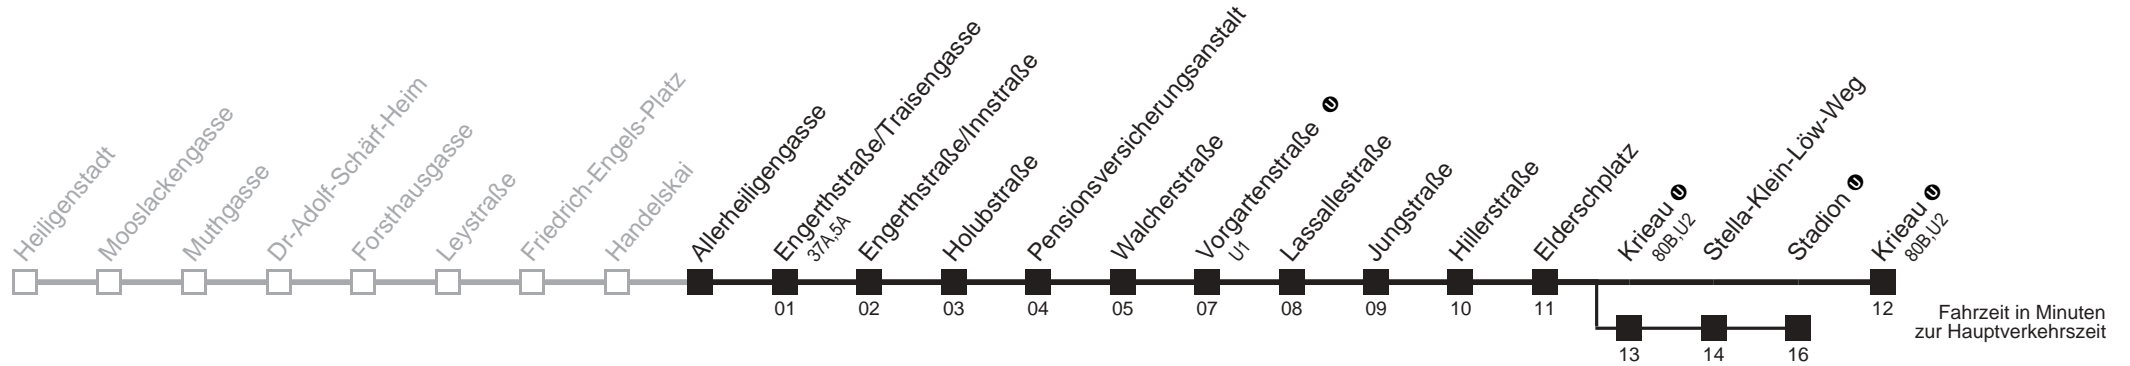 Heiligenstadt
Mooslackengasse
Muthgasse
Dr-Adolf-Schärf-Heim
Forsthausgasse
Leystraße
Friedrich-Engels-Platz
Handelskai
Allerheiligengasse
Engerthstraße/Traisengasse
37A,5A
Engerthstraße/Innstraße
Holubstraße
Pensionsversicherungsanstalt
Walcherstraße
Vorgartenstraße U
U1
Lassallestraße
Jungstraße
Hillerstraße
Elderschplatz
Krieau U
80B,U2
Stella-Klein-Löw-Weg
Stadion U
Krieau U
80B,U2
01 02 03 04 05 07 08 09 10 11 12
13 14 16
Fahrzeit in Minuten
zur Hauptverkehrszeit